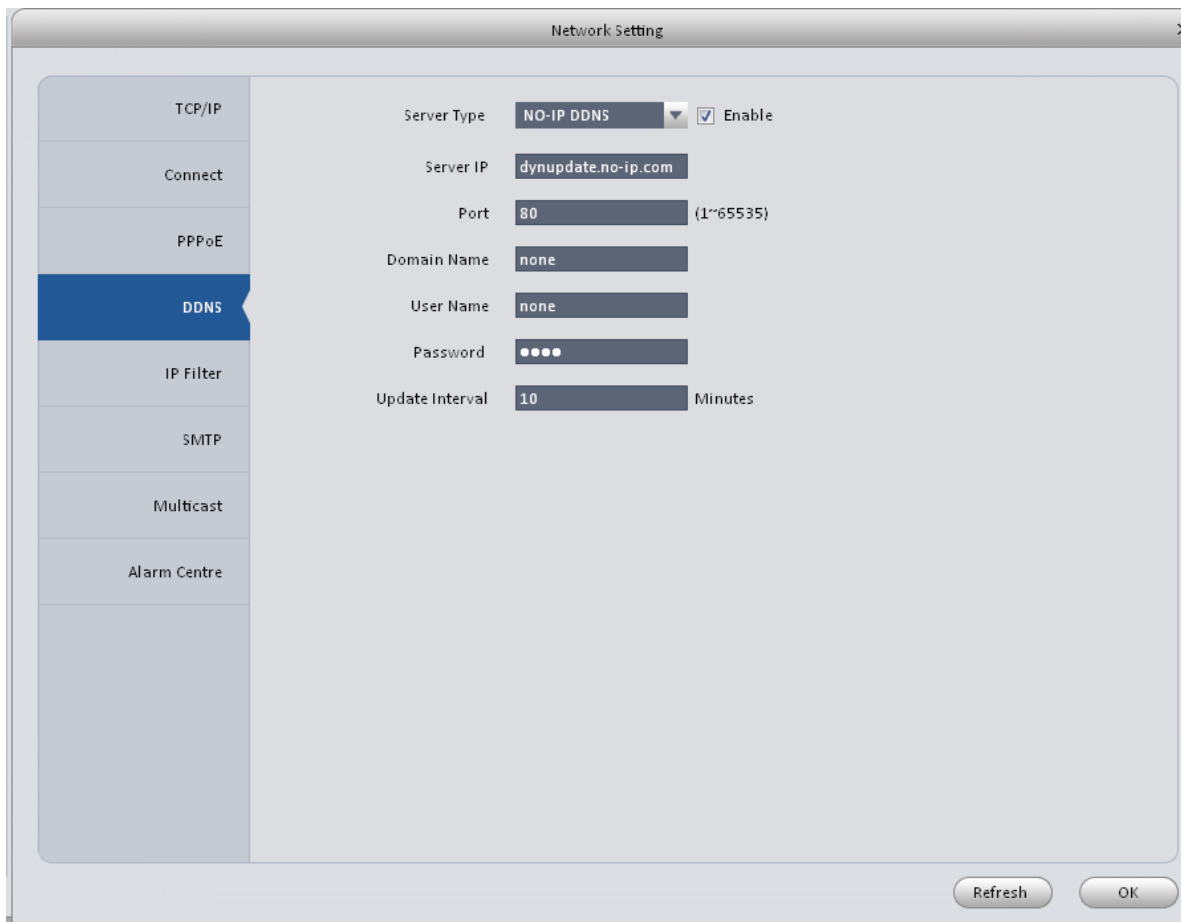 Network Setting
TCP/IP
Connect
PPPoE
DDNS
IP Filter
SMTP
Multicast
Alarm Centre
Server Type NO-IP DDNS Enable
Server IP dynupdate.no-ip.com
Port 80 (1~65535)
Domain Name none
User Name none
Password ●●●●
Update Interval 10 Minutes
Refresh OK